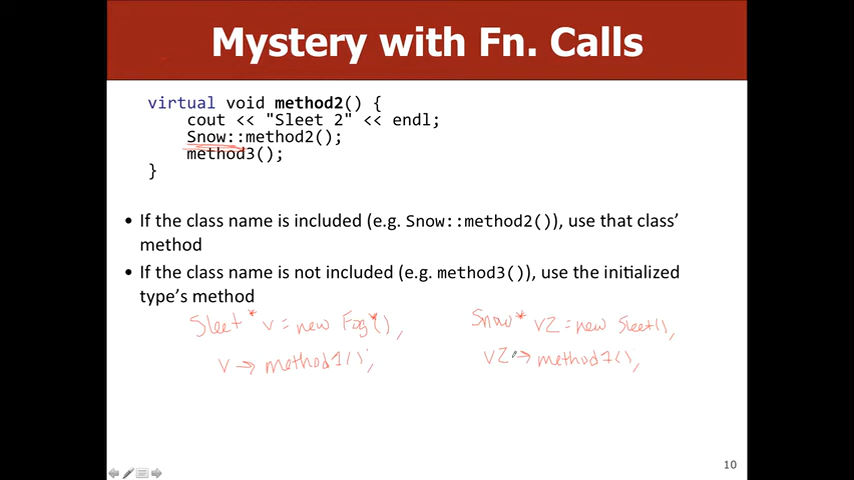 Mystery with Fn. Calls
virtual void method2() {
cout << "Sleet 2" << endl;
Snow::method2();
method3();
}
• If the class name is included (e.g. Snow::method2()), use that class’
method
• If the class name is not included (e.g. method3()), use the initialized
type’s method
Sleet * v = new Fog*(); Snow* v2 = new Sleet();
v → method1(); v2 → method1();
10